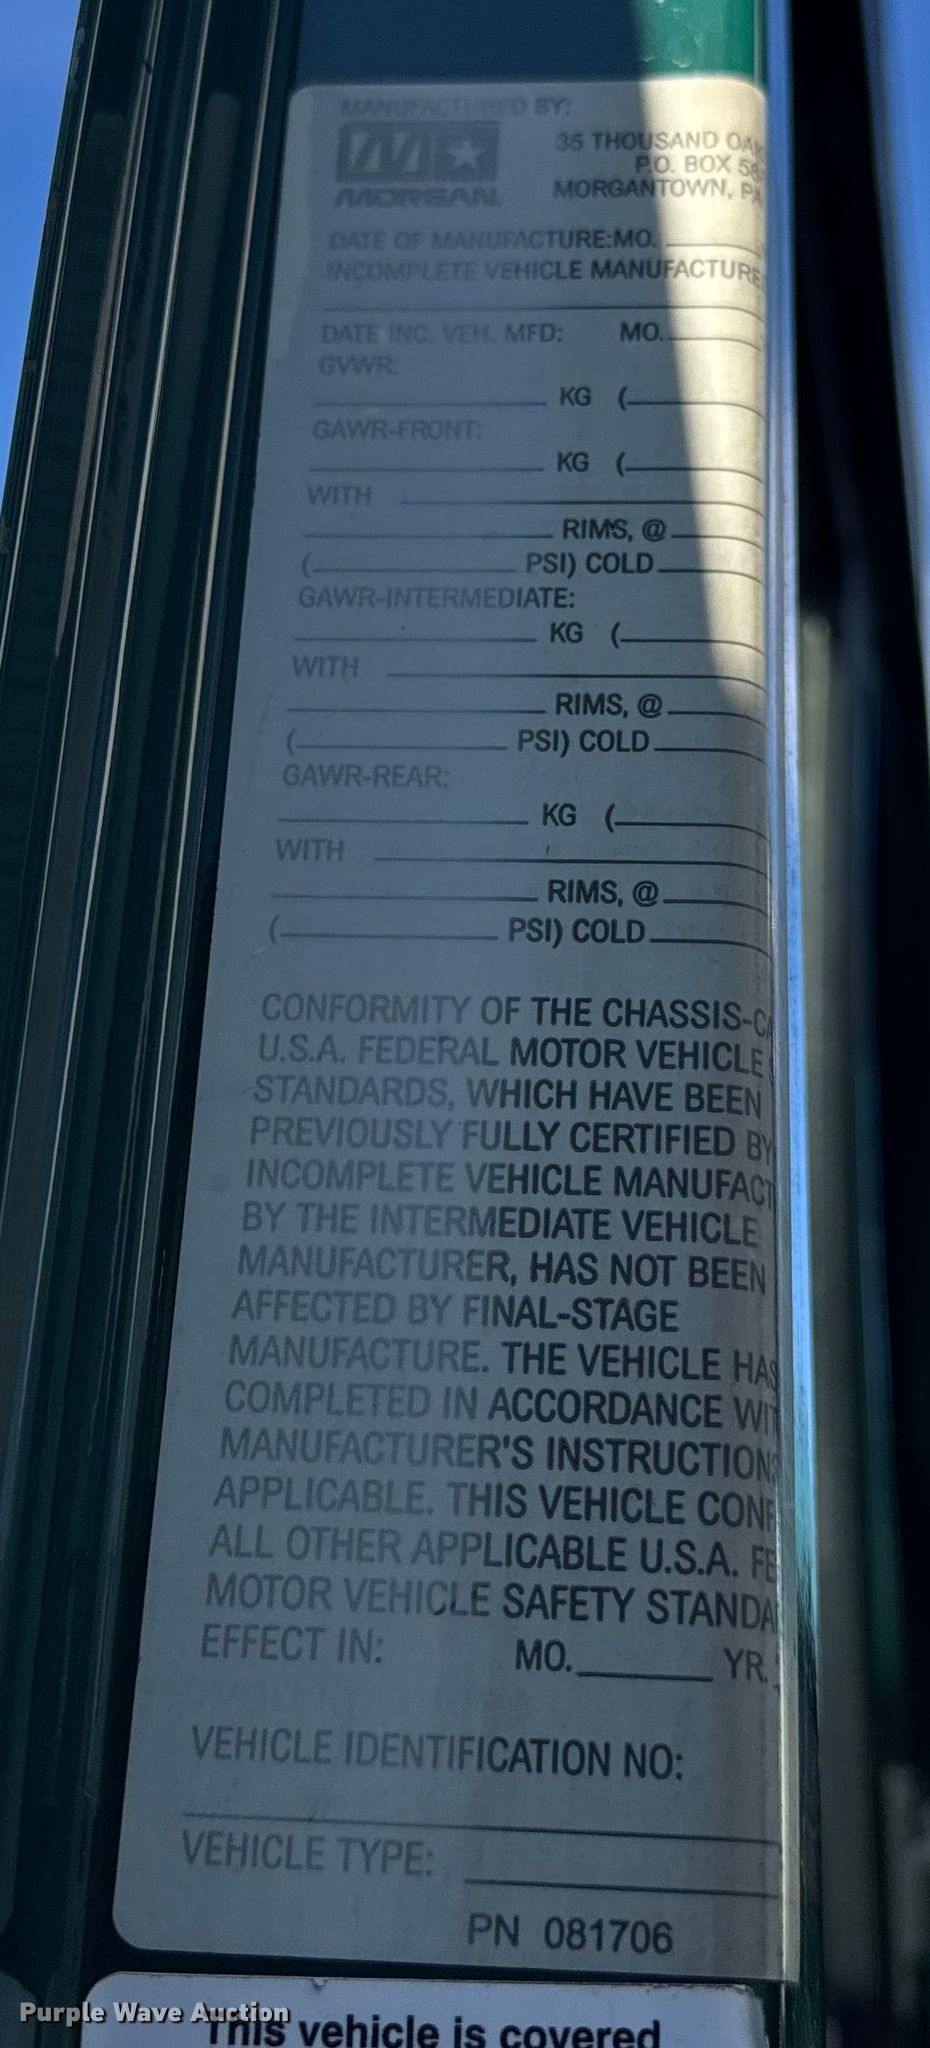 MANUFACTURED BY:
MORGAN
35 THOUSAND OA
P.O. BOX 58
MORGANTOWN, PA
DATE OF MANUFACTURE:MO.
INCOMPLETE VEHICLE MANUFACTURE
DATE INC. VEH. MFD: MO.
GVWR:
KG (
GAWR-FRONT:
KG (
WITH
RIMS, @
( PSI) COLD
GAWR-INTERMEDIATE:
KG (
WITH
RIMS, @
( PSI) COLD
GAWR-REAR:
KG (
WITH
RIMS, @
( PSI) COLD
CONFORMITY OF THE CHASSIS-CA
U.S.A. FEDERAL MOTOR VEHICLE
STANDARDS, WHICH HAVE BEEN
PREVIOUSLY FULLY CERTIFIED BY
INCOMPLETE VEHICLE MANUFACT
BY THE INTERMEDIATE VEHICLE
MANUFACTURER, HAS NOT BEEN
AFFECTED BY FINAL-STAGE
MANUFACTURE. THE VEHICLE HAS
COMPLETED IN ACCORDANCE WIT
MANUFACTURER'S INSTRUCTIONS
APPLICABLE. THIS VEHICLE CONF
ALL OTHER APPLICABLE U.S.A. FE
MOTOR VEHICLE SAFETY STANDA
EFFECT IN: MO. YR.
VEHICLE IDENTIFICATION NO:
VEHICLE TYPE:
PN 081706
This vehicle is covered
Purple Wave Auction